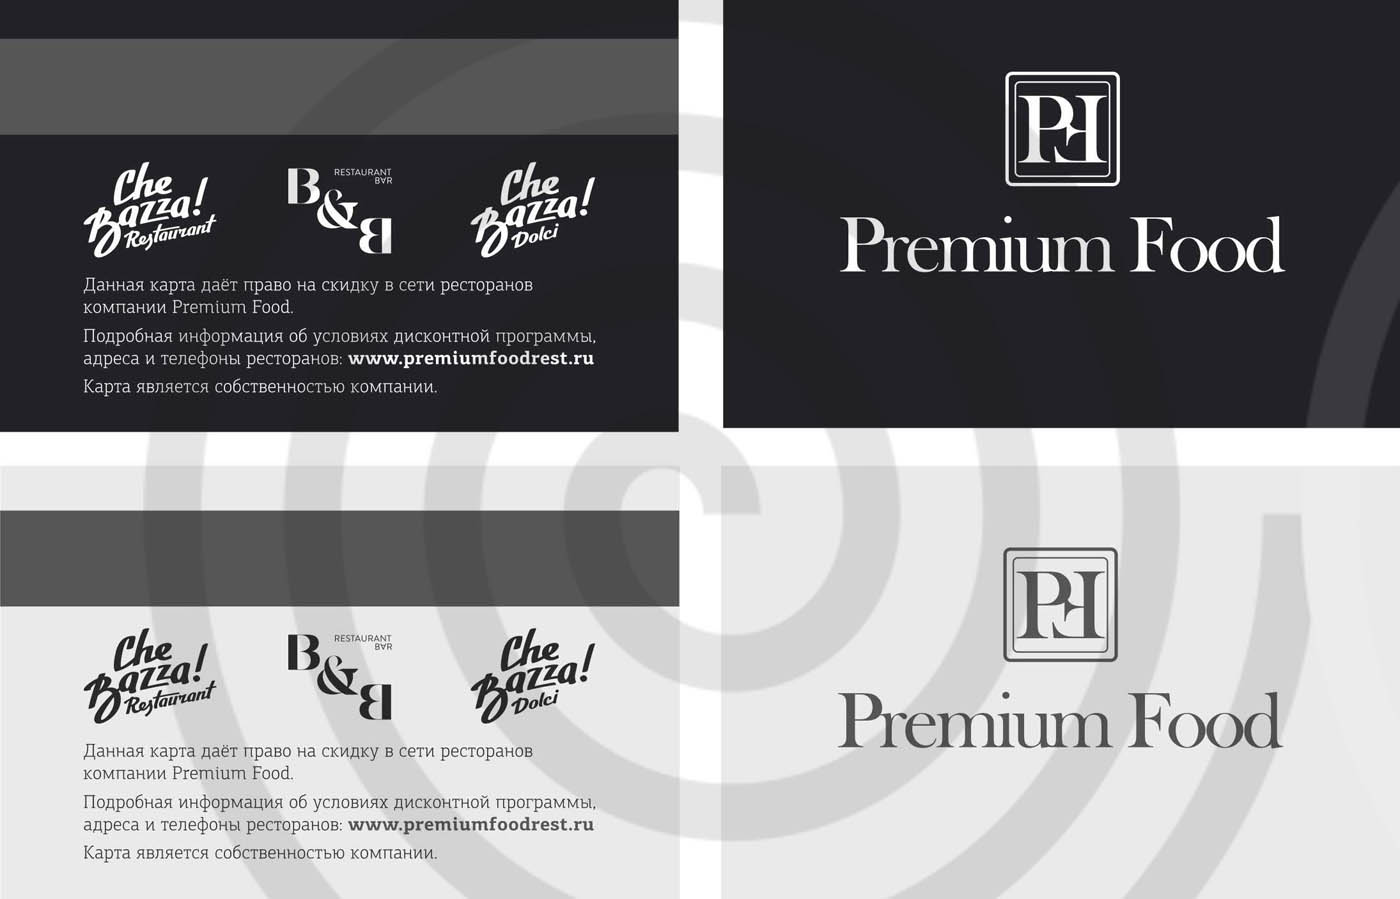 Che
Bazza!
Restaurant
B&B
RESTAURANT
BAR
Che
Bazza!
Dolci
Данная карта даёт право на скидку в сети ресторанов
компании Premium Food.
Подробная информация об условиях дисконтной программы,
адреса и телефоны ресторанов: www.premiumfoodrest.ru
Карта является собственностью компании.
PF
Premium Food
Che
Bazza!
Restaurant
B&B
RESTAURANT
BAR
Che
Bazza!
Dolci
Данная карта даёт право на скидку в сети ресторанов
компании Premium Food.
Подробная информация об условиях дисконтной программы,
адреса и телефоны ресторанов: www.premiumfoodrest.ru
Карта является собственностью компании.
PF
Premium Food